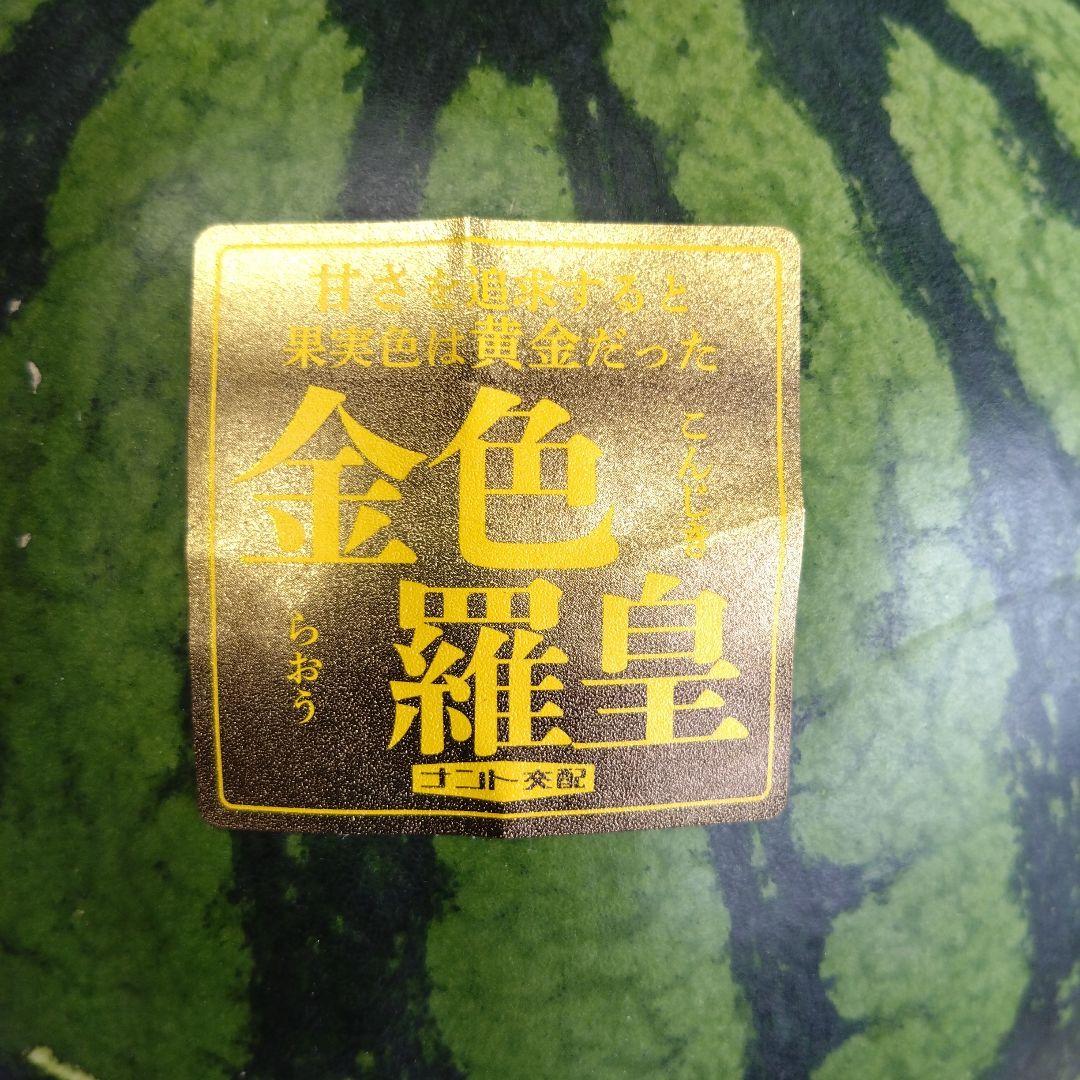 甘さを追求すると
果実色は黄金だった
金色
こんじき
羅皇
らおう
ナント交配